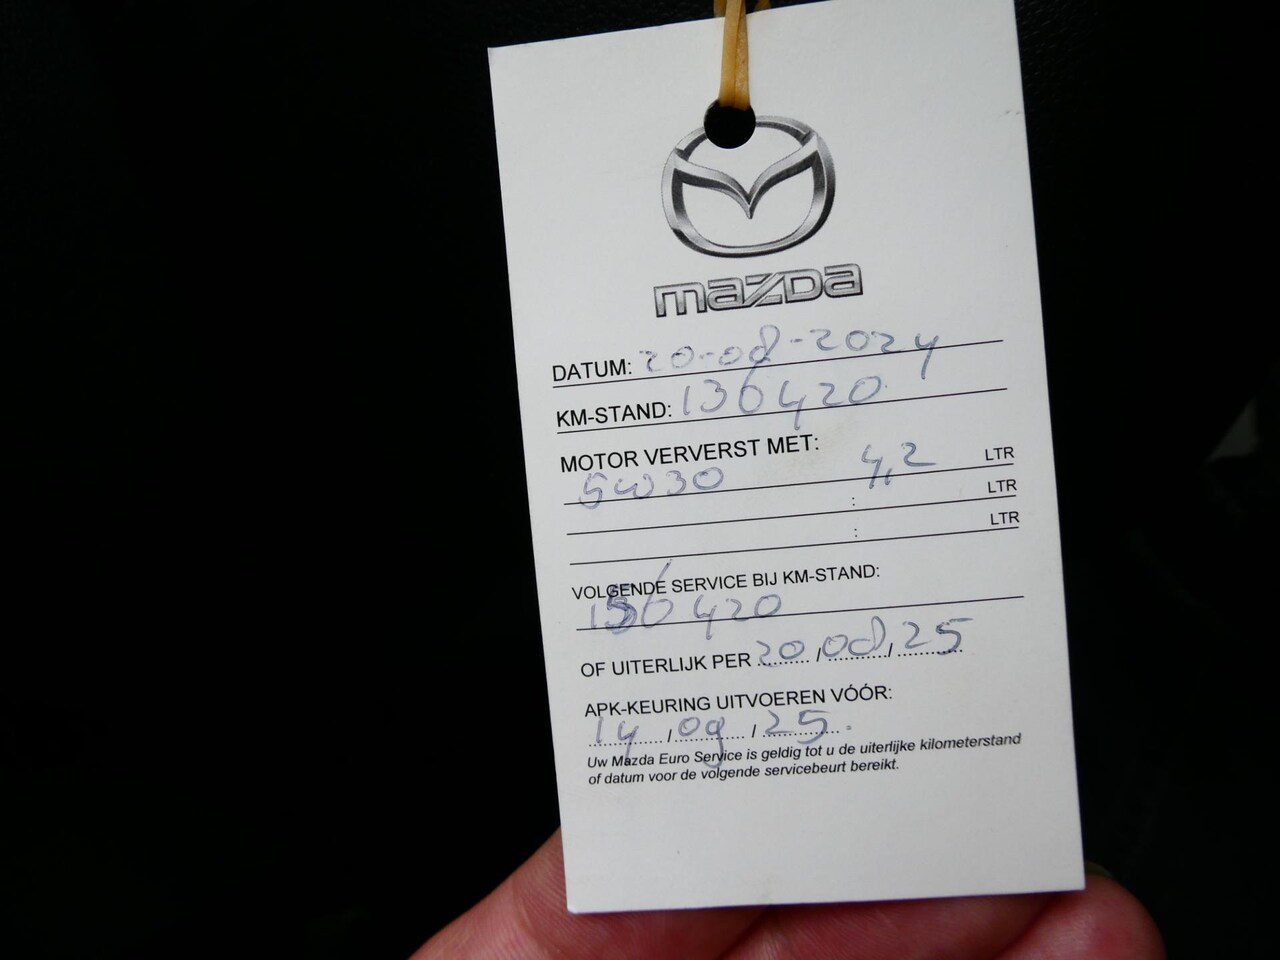 mazda
DATUM: 20-08-2024
KM-STAND: 136420
MOTOR VERVERST MET:
5W30 4,2 LTR
: LTR
: LTR
VOLGENDE SERVICE BIJ KM-STAND:
156420
OF UITERLIJK PER 20/08/25
APK-KEURING UITVOEREN VÓÓR:
14/09/25.
Uw Mazda Euro Service is geldig tot u de uiterlijke kilometerstand
of datum voor de volgende servicebeurt bereikt.